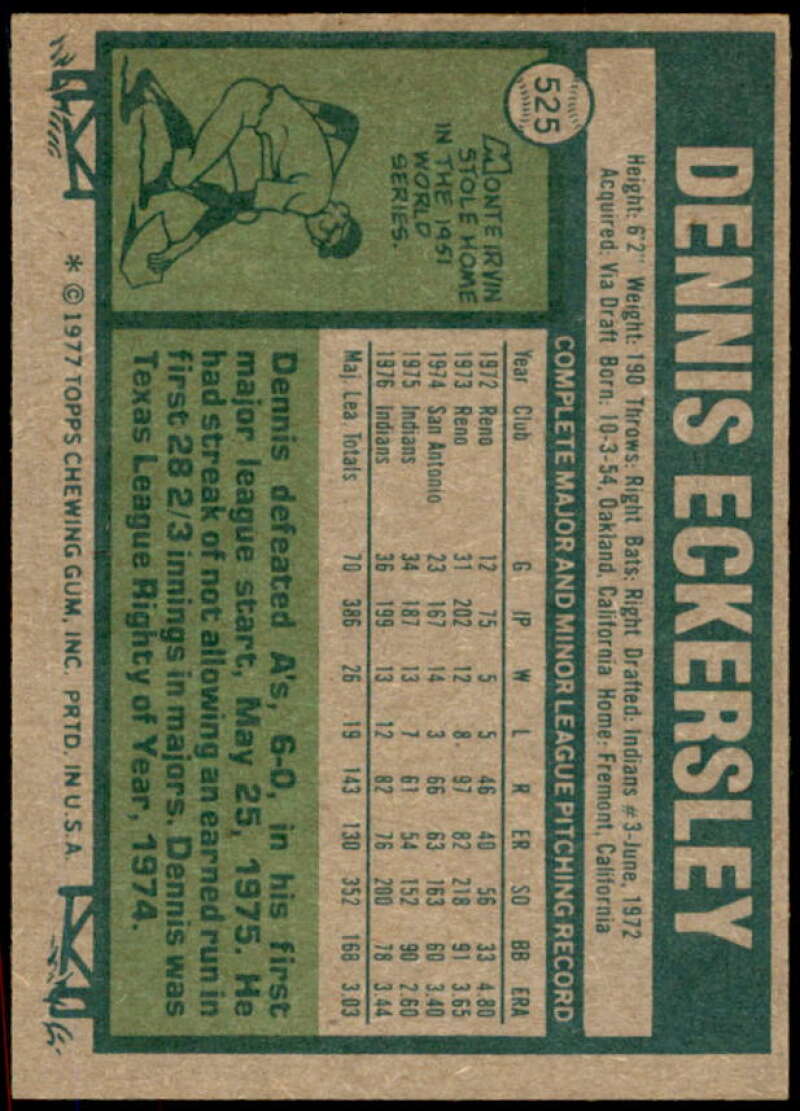 525
DENNIS ECKERSLEY
Height: 6'2" Weight: 190 Throws: Right Bats: Right Drafted: Indians #3-June, 1972
Acquired: Via Draft Born: 10-3-54, Oakland, California Home: Fremont, California
COMPLETE MAJOR AND MINOR LEAGUE PITCHING RECORD
Year Club G IP W L R ER SO BB ERA
1972 Reno 12 75 5 5 46 40 56 33 4.80
1973 Reno 31 202 12 8 97 82 218 91 3.65
1974 San Antonio 23 167 14 3 66 63 163 60 3.40
1975 Indians 34 187 13 7 61 54 152 90 2.60
1976 Indians 36 199 13 12 82 76 200 78 3.44
Maj. Lea. Totals 70 386 26 19 143 130 352 168 3.03
MONTE IRVIN
STOLE HOME
IN THE 1951
WORLD
SERIES.
Dennis defeated A's, 6-0, in his first
major league start, May 25, 1975. He
had streak of not allowing an earned run in
first 28 2/3 innings in majors. Dennis was
Texas League Righty of Year, 1974.
* © 1977 TOPPS CHEWING GUM, INC. PRTD. IN U.S.A.